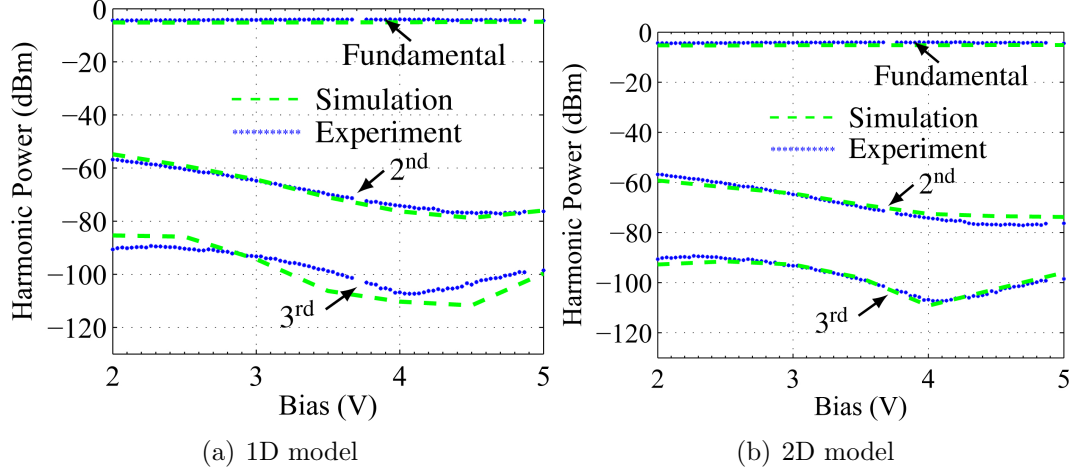 0
−20
−40
−60
−80
−100
−120
Harmonic Power (dBm)
Fundamental
Simulation
Experiment
2nd
3rd
2 3 4 5
Bias (V)
(a) 1D model
0
−20
−40
−60
−80
−100
−120
Harmonic Power (dBm)
Fundamental
Simulation
Experiment
2nd
3rd
2 3 4 5
Bias (V)
(b) 2D model